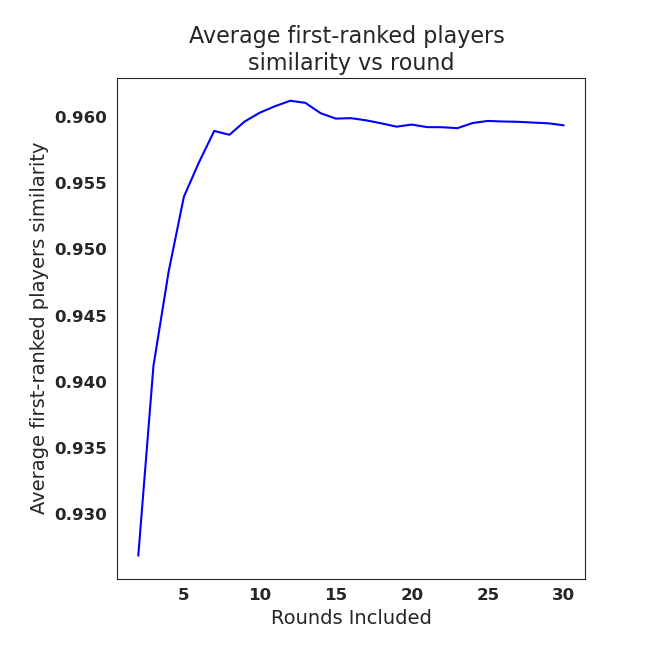 Average first-ranked players
similarity vs round
Average first-ranked players similarity
0.960
0.955
0.950
0.945
0.940
0.935
0.930
5 10 15 20 25 30
Rounds Included